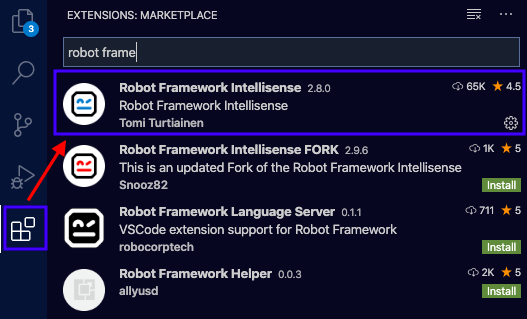 EXTENSIONS: MARKETPLACE
3
robot frame
Robot Framework Intellisense 2.8.0 65K 4.5
Robot Framework Intellisense
Tomi Turtiainen
Robot Framework Intellisense FORK 2.9.6 1K 5
This is an updated Fork of the Robot Framework Intellisense
Snooz82 Install
Robot Framework Language Server 0.1.1 711 5
VSCode extension support for Robot Framework
robocorptech Install
Robot Framework Helper 0.0.3 2K 5
allyusd Install